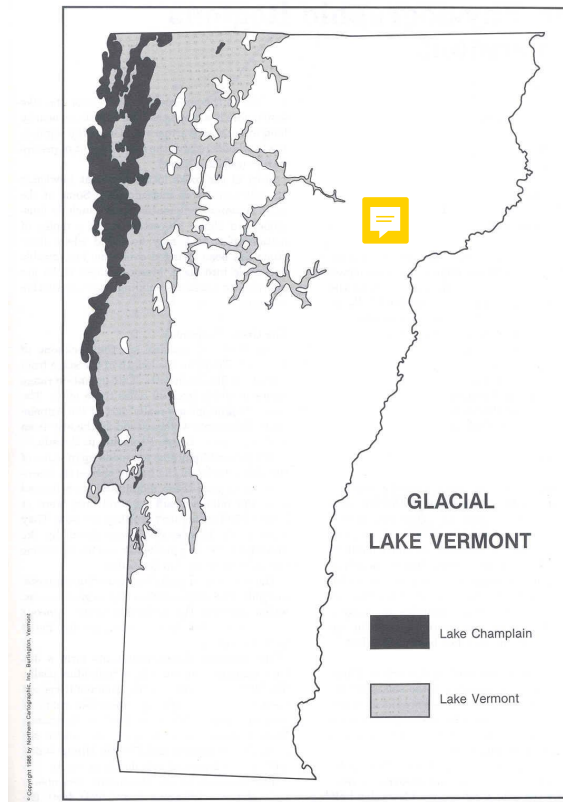 GLACIAL
LAKE VERMONT
Lake Champlain
Lake Vermont
© Copyright 1986 by Northern Cartographic, Inc., Burlington, Vermont